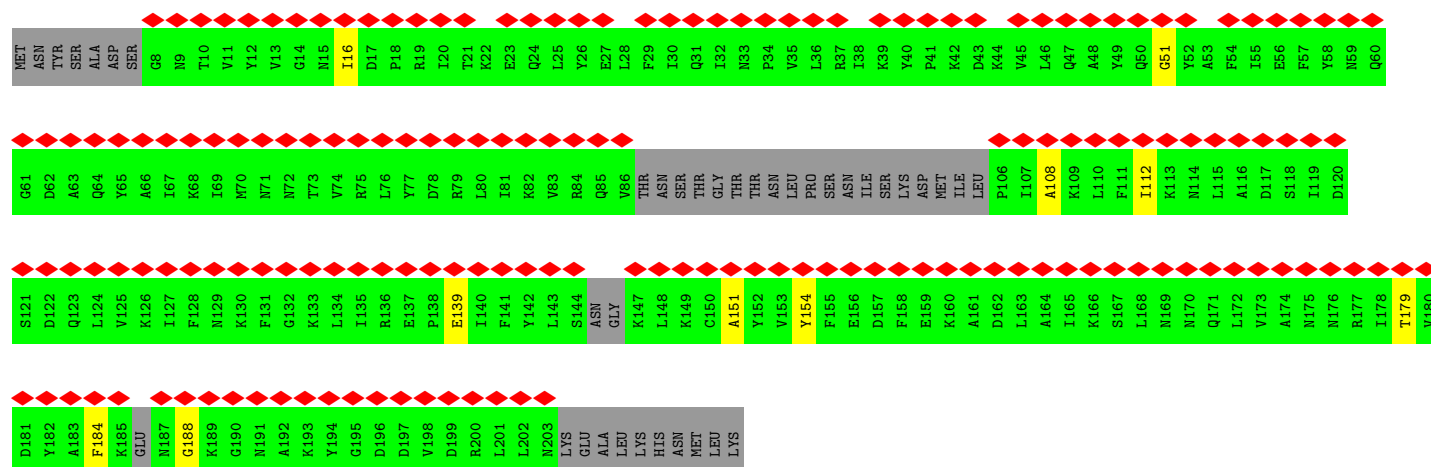 MET ASN TYR SER ALA ASP SER G8 N9 T10 V11 Y12 V13 G14 N15 I16 D17 P18 R19 I20 T21 K22 E23 Q24 L25 Y26 E27 L28 F29 I30 Q31 I32 N33 P34 V35 L36 R37 I38 K39 Y40 P41 K42 D43 K44 V45 L46 Q47 A48 Y49 Q50 G51 Y52 A53 F54 I55 E56 F57 Y58 N59 Q60
G61 D62 A63 Q64 Y65 A66 I67 K68 I69 M70 N71 N72 T73 V74 R75 L76 Y77 D78 R79 L80 I81 K82 V83 R84 Q85 V86 THR ASN SER THR GLY THR THR ASN LEU PRO SER ASN ILE SER LYS ASP MET ILE LEU P106 I107 A108 K109 L110 F111 I112 K113 N114 L115 A116 D117 S118 I119 D120
S121 D122 Q123 L124 V125 K126 I127 F128 N129 K130 F131 G132 K133 L134 I135 R136 E137 P138 E139 I140 F141 Y142 L143 S144 ASN GLY K147 L148 K149 C150 A151 Y152 V153 Y154 F155 E156 D157 F158 E159 K160 A161 D162 L163 A164 I165 K166 S167 L168 N169 N170 Q171 L172 V173 A174 N175 N176 R177 I178 T179 V180
D181 Y182 A183 F184 K185 GLU N187 G188 K189 G190 N191 A192 K193 Y194 G195 D196 D197 V198 D199 R200 L201 L202 N203 LYS GLU ALA LEU LYS HIS ASN MET LEU LYS